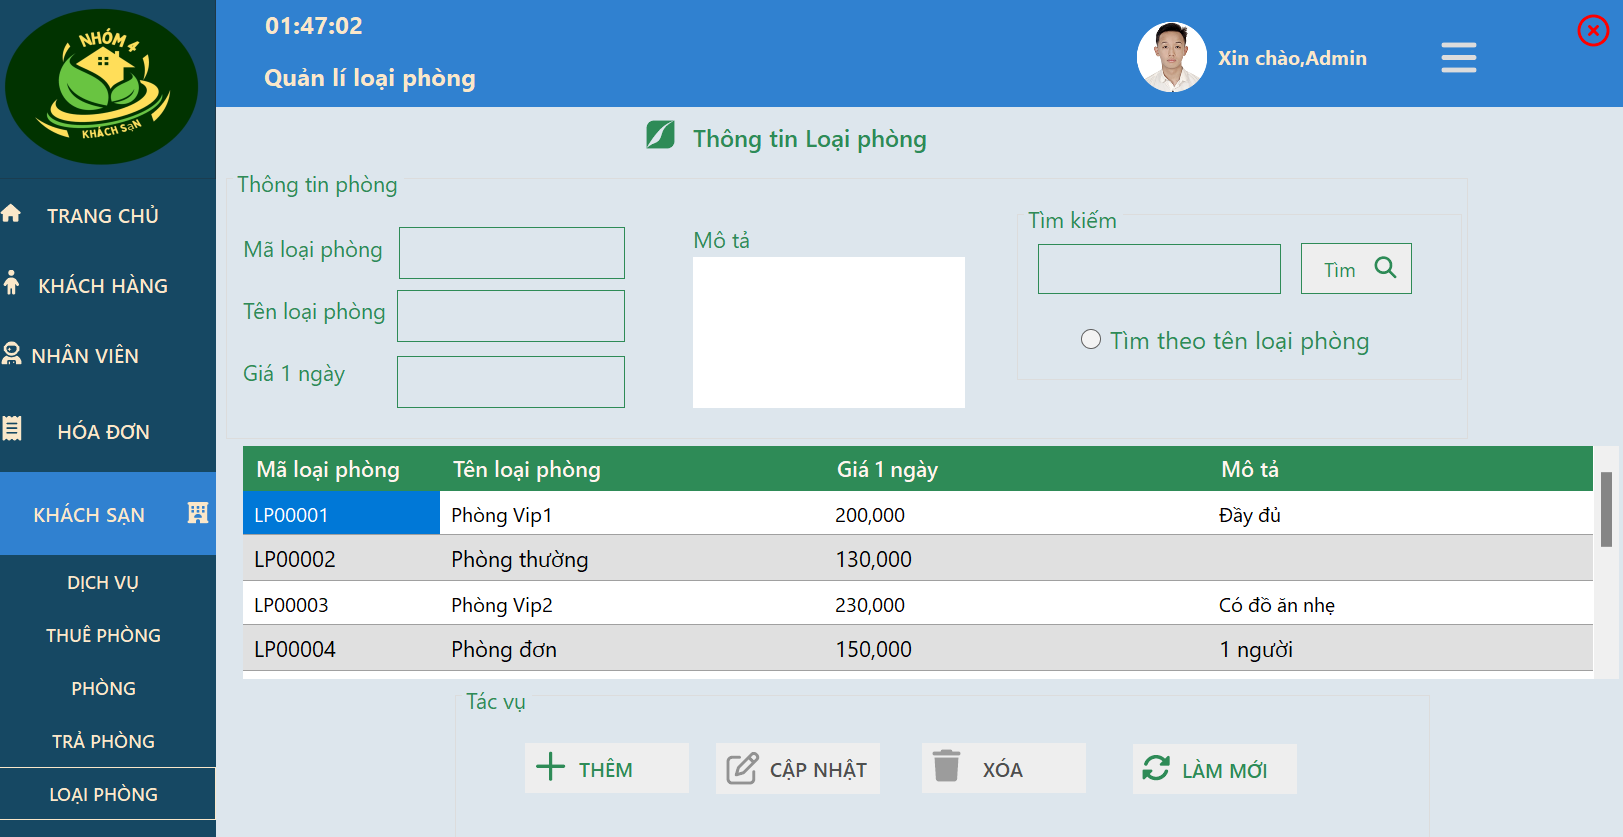 NHÓM 4
KHÁCH SẠN
01:47:02
Quản lí loại phòng
Xin chào,Admin
TRANG CHỦ
KHÁCH HÀNG
NHÂN VIÊN
HÓA ĐƠN
KHÁCH SẠN
DỊCH VỤ
THUÊ PHÒNG
PHÒNG
TRẢ PHÒNG
LOẠI PHÒNG
Thông tin Loại phòng
Thông tin phòng
Mã loại phòng
Tên loại phòng
Giá 1 ngày
Mô tả
Tìm kiếm
Tìm
Tìm theo tên loại phòng
Mã loại phòng Tên loại phòng Giá 1 ngày Mô tả
LP00001 Phòng Vip1 200,000 Đầy đủ
LP00002 Phòng thường 130,000
LP00003 Phòng Vip2 230,000 Có đồ ăn nhẹ
LP00004 Phòng đơn 150,000 1 người
Tác vụ
THÊM
CẬP NHẬT
XÓA
LÀM MỚI